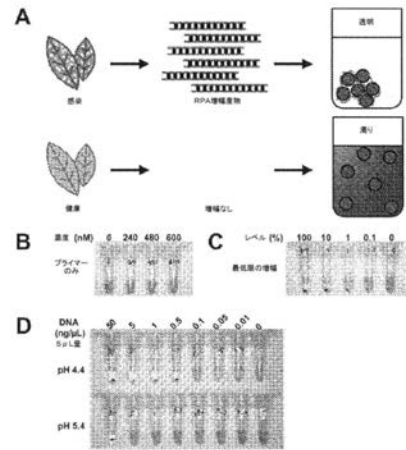 A
透明
感染
RPA増幅産物
濁り
健康
増幅なし
B
濃度 (nM) 0 240 480 600
プライマー
のみ
C
レベル (%) 100 10 1 0.1 0
最低限の増幅
D
DNA
(ng/μL)
50 5 1 0.5 0.1 0.05 0.01 0
5μL量
pH 4.4
pH 5.4